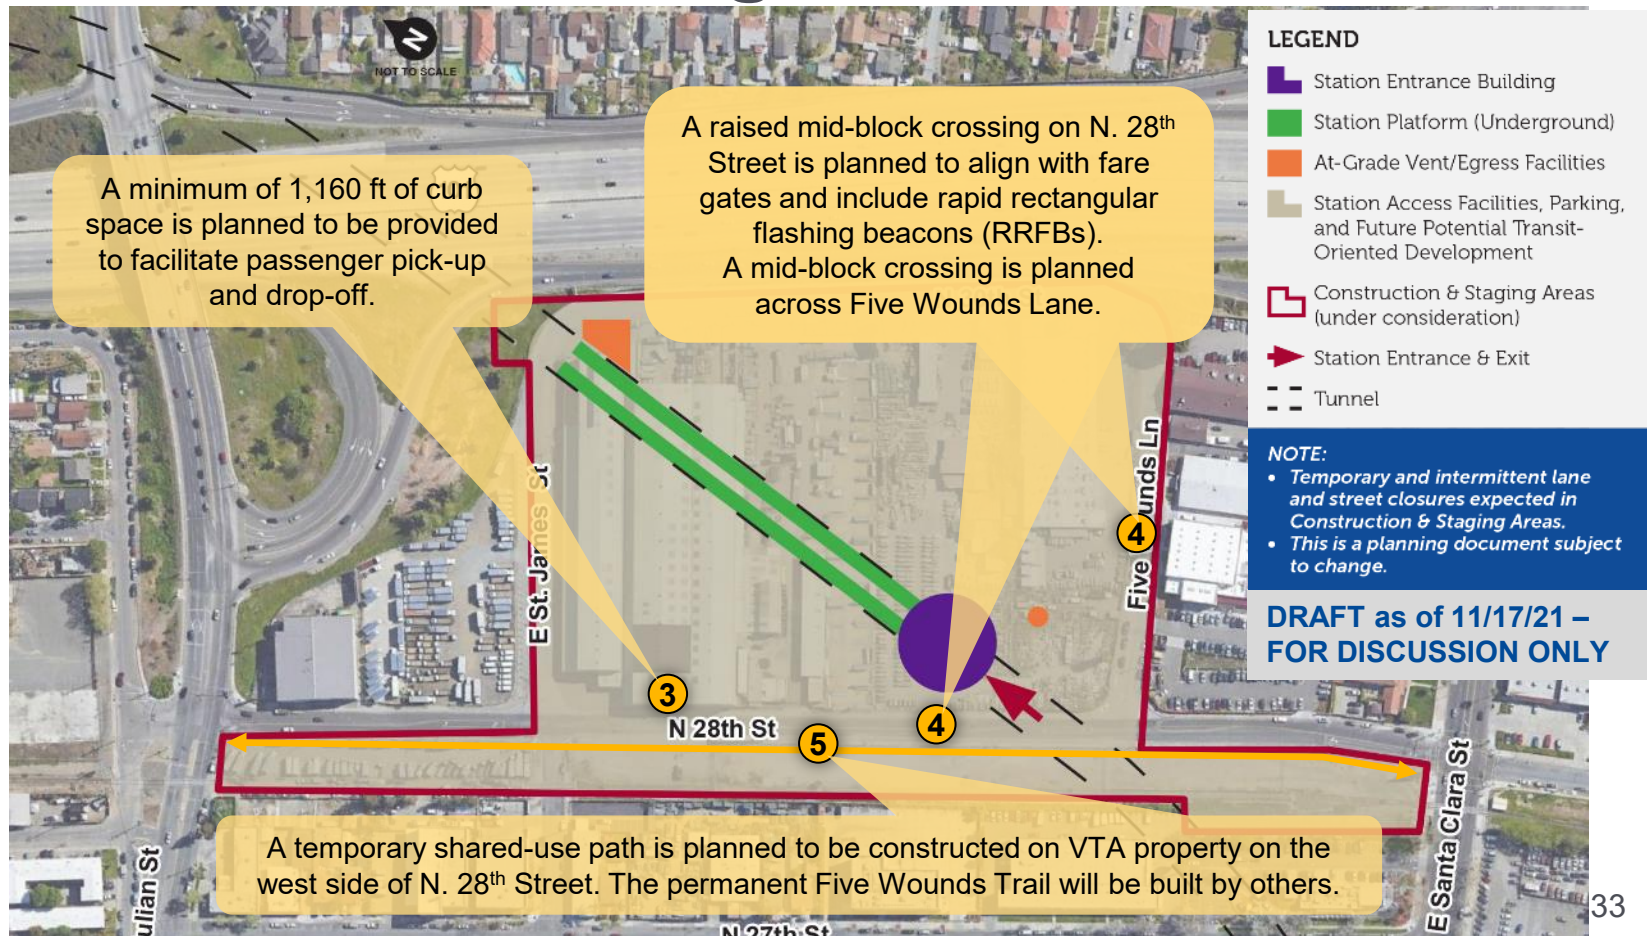 N
NOT TO SCALE
A minimum of 1,160 ft of curb
space is planned to be provided
to facilitate passenger pick-up
and drop-off.
A raised mid-block crossing on N. 28th
Street is planned to align with fare
gates and include rapid rectangular
flashing beacons (RRFBs).
A mid-block crossing is planned
across Five Wounds Lane.
LEGEND
Station Entrance Building
Station Platform (Underground)
At-Grade Vent/Egress Facilities
Station Access Facilities, Parking,
and Future Potential Transit-
Oriented Development
Construction & Staging Areas
(under consideration)
Station Entrance & Exit
Tunnel
NOTE:
• Temporary and intermittent lane
and street closures expected in
Construction & Staging Areas.
• This is a planning document subject
to change.
DRAFT as of 11/17/21 –
FOR DISCUSSION ONLY
E St. James St
Five unds Ln
4
3
4
N 28th St
5
E Santa Clara St
A temporary shared-use path is planned to be constructed on VTA property on the
west side of N. 28th Street. The permanent Five Wounds Trail will be built by others.
ulian St
N 27th St
33